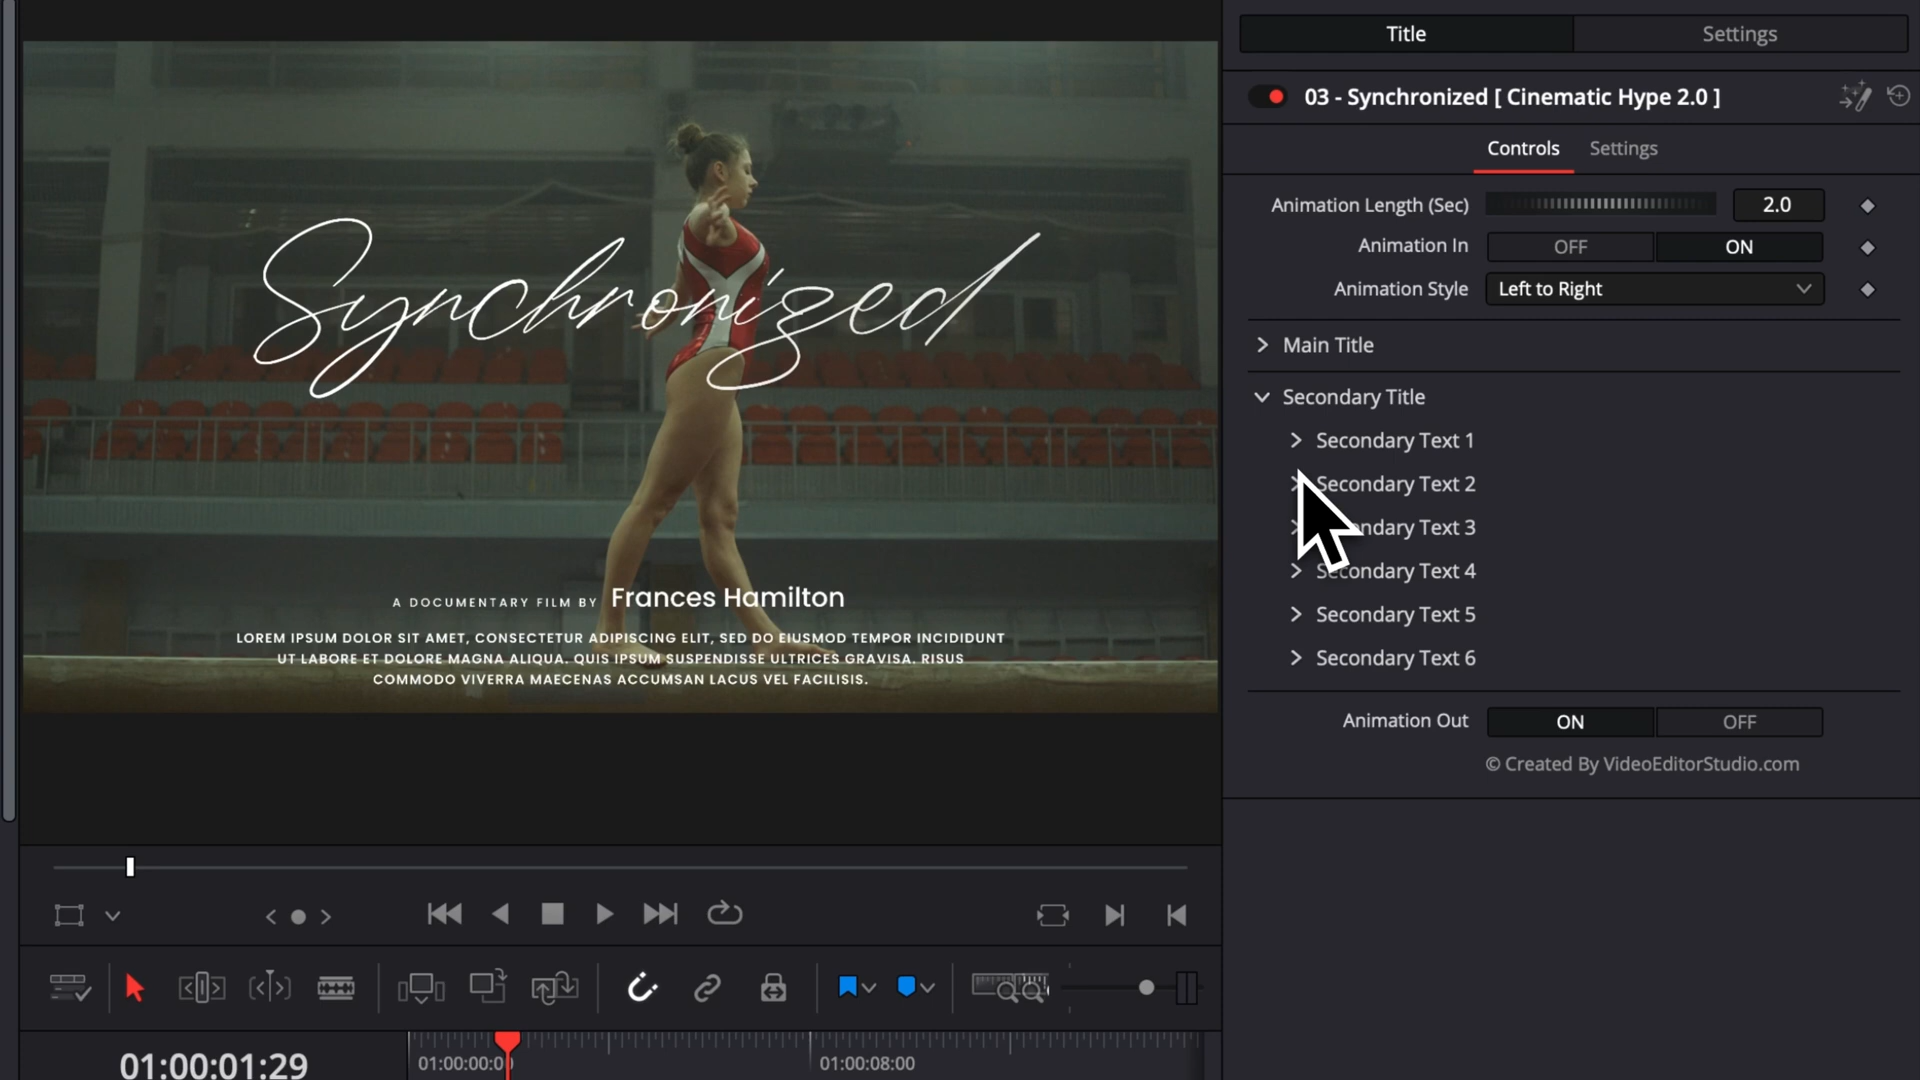 Title
Settings
03 - Synchronized [ Cinematic Hype 2.0 ]
Controls
Settings
Animation Length (Sec)
2.0
Animation In
OFF
ON
Animation Style
Left to Right
Main Title
Secondary Title
Secondary Text 1
Secondary Text 2
ndary Text 3
Secondary Text 4
Secondary Text 5
Secondary Text 6
Animation Out
ON
OFF
© Created By VideoEditorStudio.com
Synchronized
A DOCUMENTARY FILM BY Frances Hamilton
LOREM IPSUM DOLOR SIT AMET, CONSECTETUR ADIPISCING ELIT, SED DO EIUSMOD TEMPOR INCIDIDUNT
UT LABORE ET DOLORE MAGNA ALIQUA. QUIS IPSUM SUSPENDISSE ULTRICES GRAVISA. RISUS
COMMODO VIVERRA MAECENAS ACCUMSAN LACUS VEL FACILISIS.
01:00:01:29
01:00:00:0
01:00:08:00